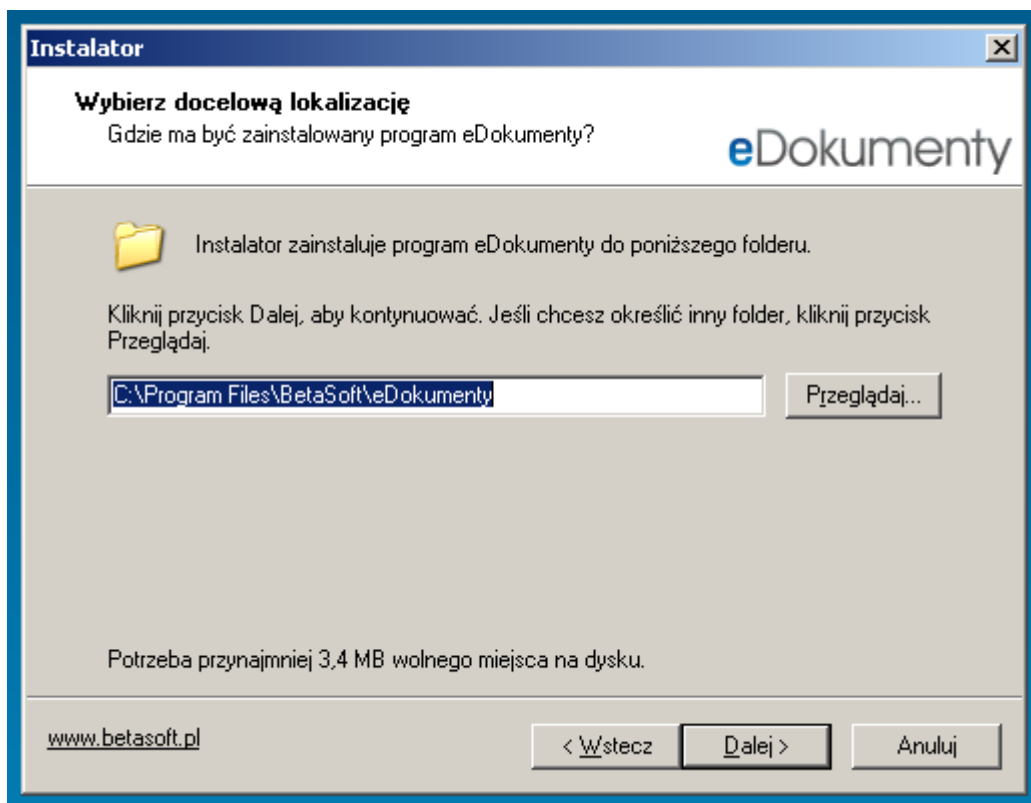 Instalator
Wybierz docelową lokalizację
Gdzie ma być zainstalowany program eDokumenty?
eDokumenty
Instalator zainstaluje program eDokumenty do poniższego folderu.
Kliknij przycisk Dalej, aby kontynuować. Jeśli chcesz określić inny folder, kliknij przycisk
Przeglądaj.
C:\Program Files\BetaSoft\eDokumenty
Przeglądaj...
Potrzeba przynajmniej 3,4 MB wolnego miejsca na dysku.
www.betasoft.pl
< Wstecz
Dalej >
Anuluj